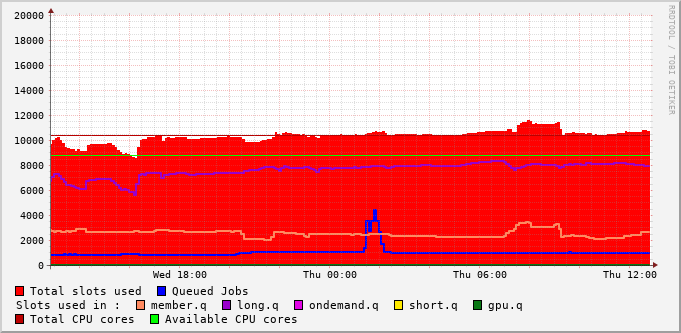 20000
18000
16000
14000
12000
10000
8000
6000
4000
2000
0
Wed 18:00 Thu 00:00 Thu 06:00 Thu 12:00
Total slots used Queued Jobs
Slots used in : member.q long.q ondemand.q short.q gpu.q
Total CPU cores Available CPU cores
RRDTOOL / TOBI OETIKER